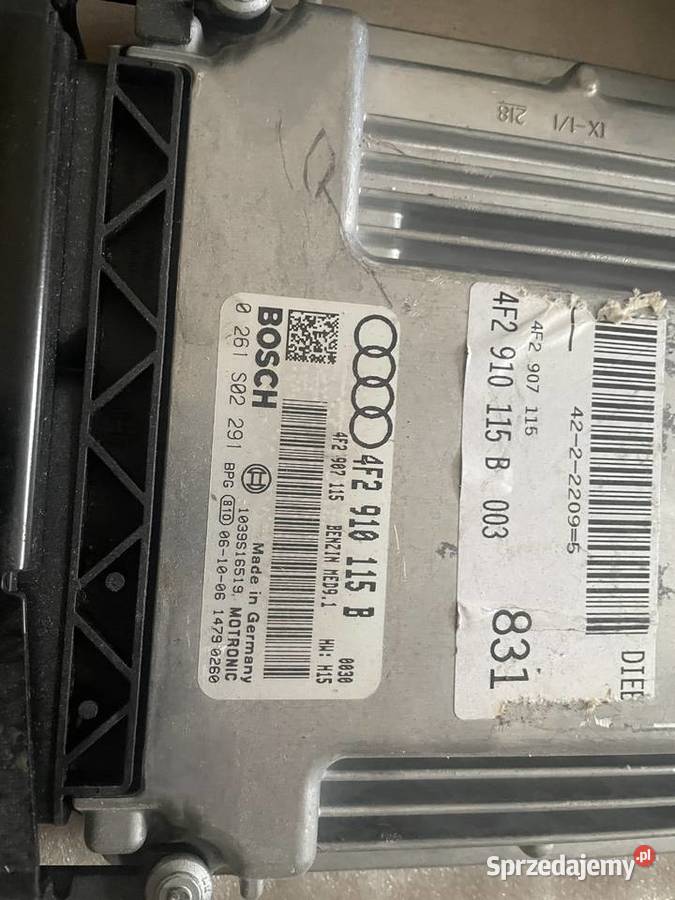 IX-1/1
218
4F2 910 115 B
4F2 907 115 BENZIN MED9.1
0030
HW: H15
BOSCH
0 261 S02 291
Made in Germany
1039S16519. MOTRONIC
BPG 81D 06-10-06 1479 0260
42-2-2209=5
4F2 907 115
4F2 910 115 B 003
831
Sprzedajemy.pl